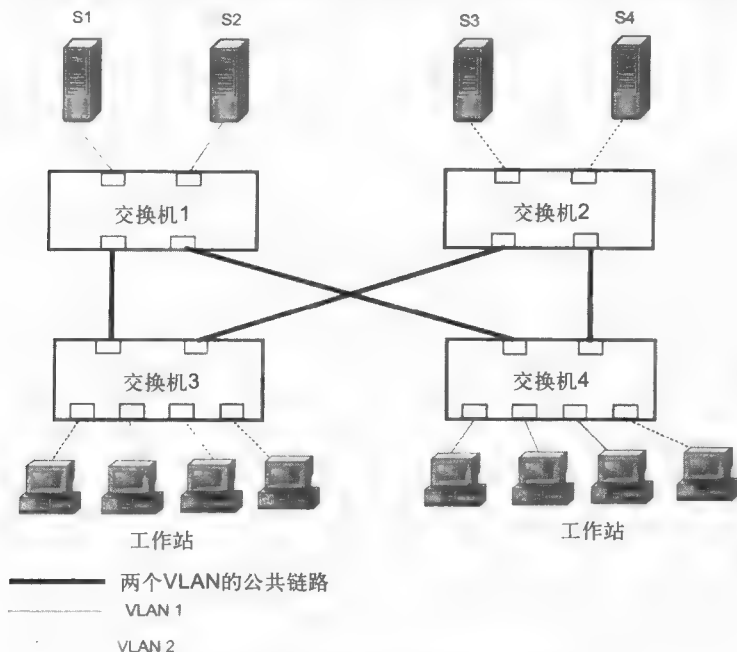 S1
S2
S3
S4
交换机1
交换机2
交换机3
交换机4
工作站
工作站
两个VLAN的公共链路
VLAN 1
VLAN 2